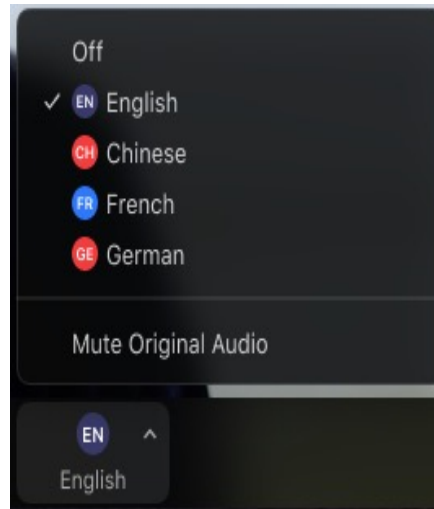 Off
EN English
CH Chinese
FR French
GE German
Mute Original Audio
EN
English